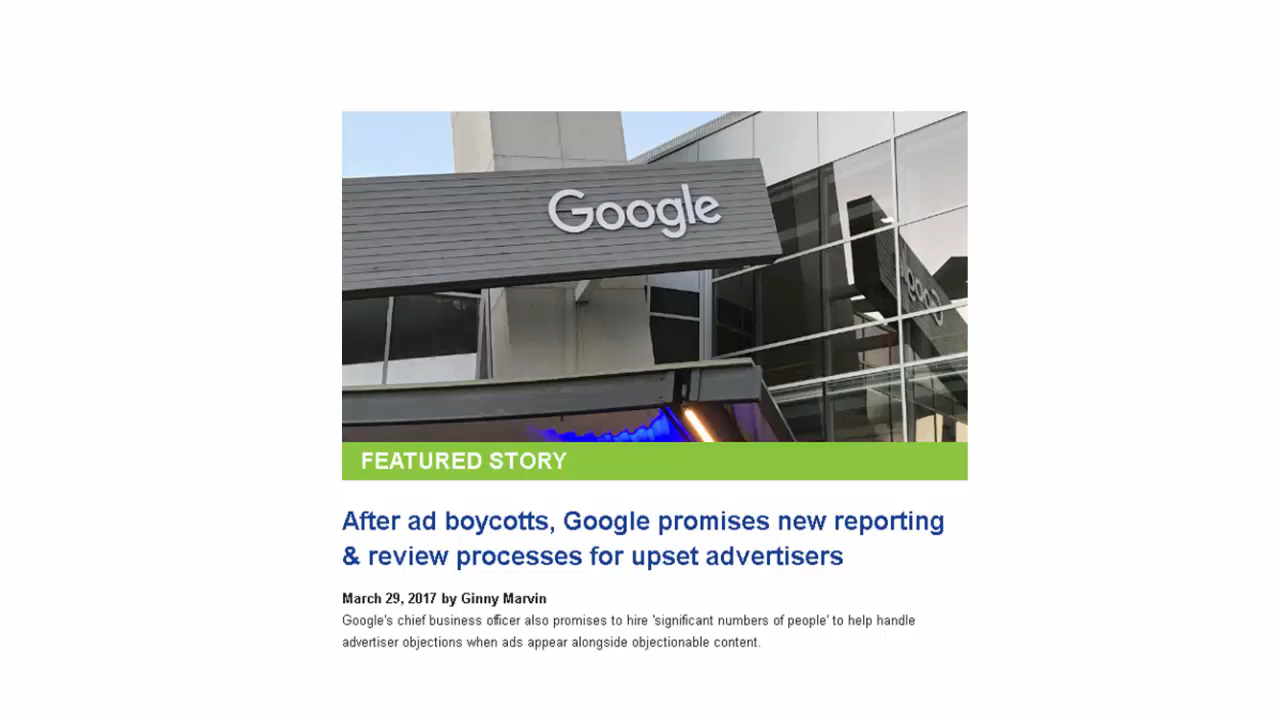 Google
FEATURED STORY
After ad boycotts, Google promises new reporting
& review processes for upset advertisers
March 29, 2017 by Ginny Marvin
Google's chief business officer also promises to hire 'significant numbers of people' to help handle
advertiser objections when ads appear alongside objectionable content.